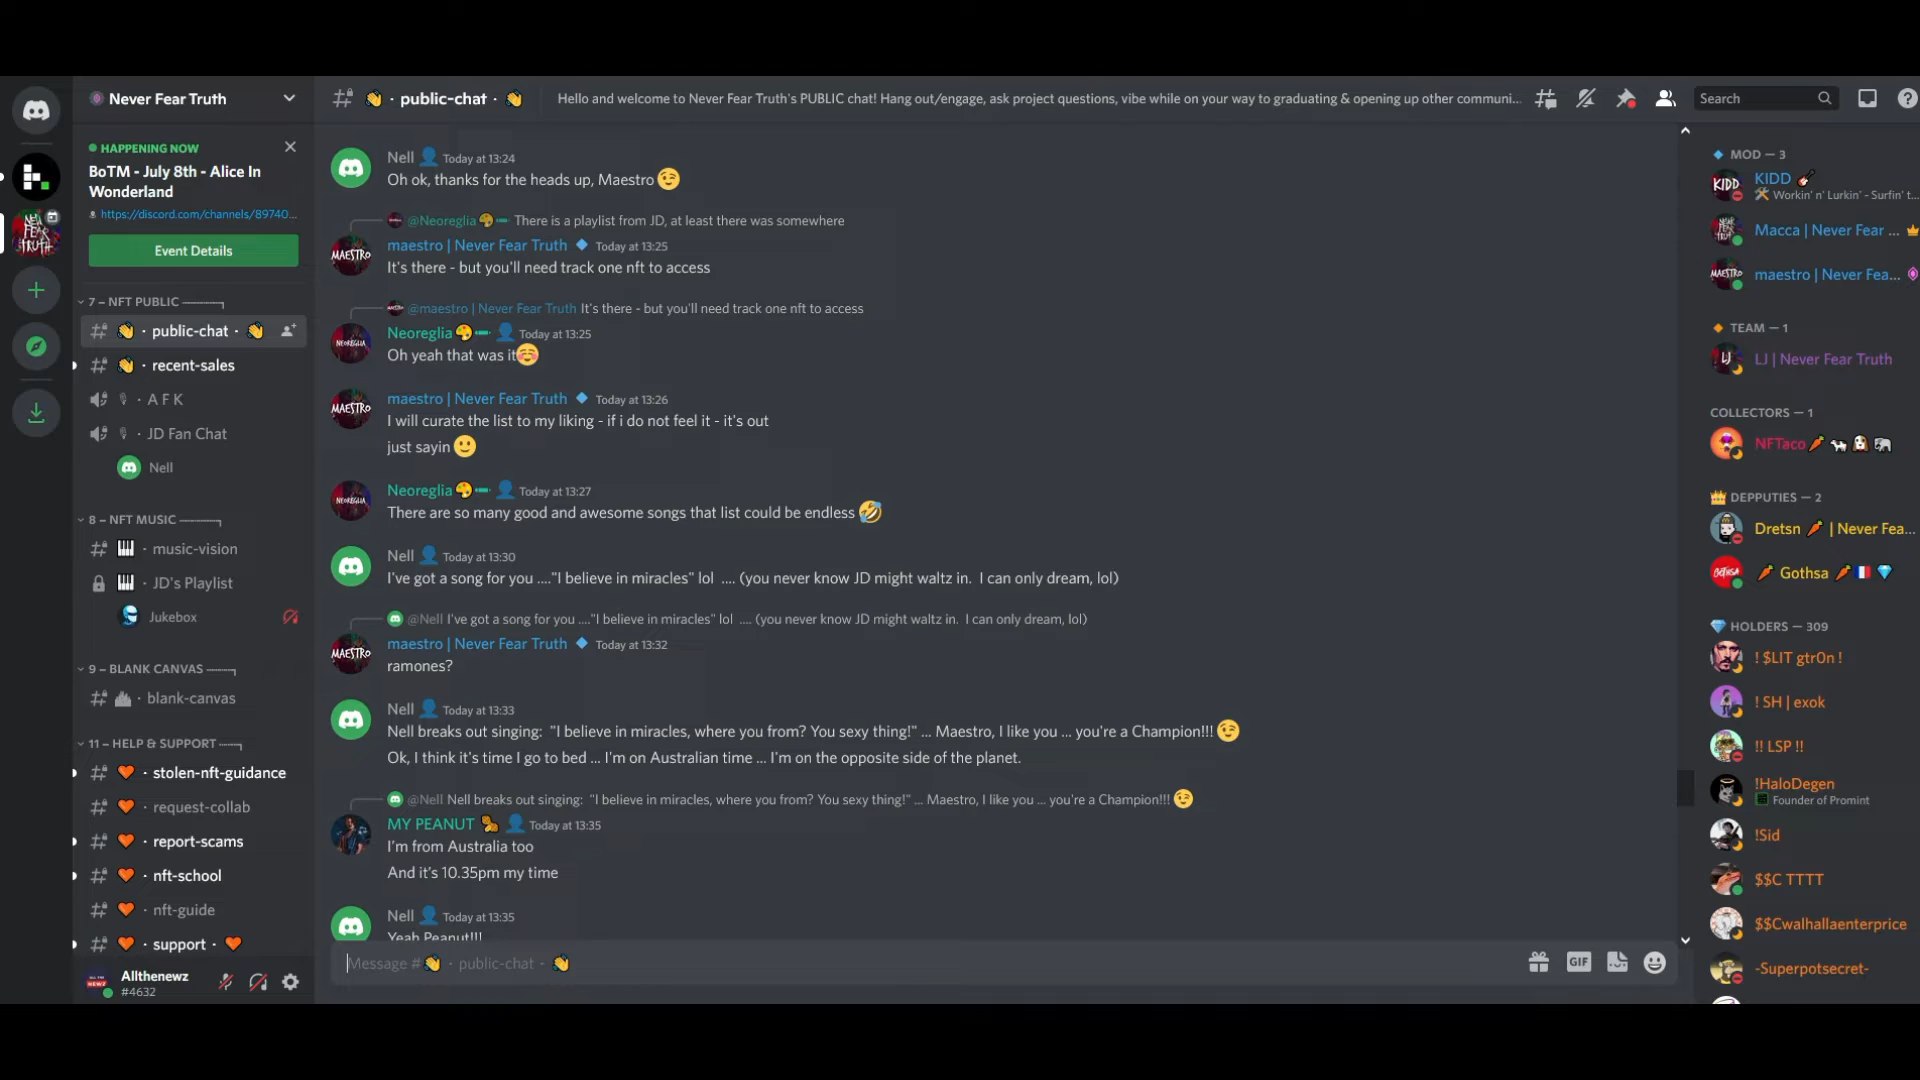 Never Fear Truth
HAPPENING NOW
BoTM - July 8th - Alice In
Wonderland
https://discord.com/channels/89740...
Event Details
7 – NFT PUBLIC
👋 · public-chat · 👋
👋 · recent-sales
· A F K
· JD Fan Chat
Nell
8 – NFT MUSIC
🎹 · music-vision
🎹 · JD's Playlist
Jukebox
9 – BLANK CANVAS
· blank-canvas
11 – HELP & SUPPORT
🧡 · stolen-nft-guidance
🧡 · request-collab
🧡 · report-scams
🧡 · nft-school
🧡 · nft-guide
🧡 · support · 🧡
Allthenewz
#4632
👋 · public-chat · 👋
Hello and welcome to Never Fear Truth's PUBLIC chat! Hang out/engage, ask project questions, vibe while on your way to graduating & opening up other communi...
Search
Nell 👤 Today at 13:24
Oh ok, thanks for the heads up, Maestro 😉
@Neoreglia There is a playlist from JD, at least there was somewhere
maestro | Never Fear Truth 🔷 Today at 13:25
It's there - but you'll need track one nft to access
@maestro | Never Fear Truth It's there - but you'll need track one nft to access
Neoreglia 👤 Today at 13:25
Oh yeah that was it☺️
maestro | Never Fear Truth 🔷 Today at 13:26
I will curate the list to my liking - if i do not feel it - it's out
just sayin 🙂
Neoreglia 👤 Today at 13:27
There are so many good and awesome songs that list could be endless 🤣
Nell 👤 Today at 13:30
I've got a song for you ...."I believe in miracles" lol .... (you never know JD might waltz in. I can only dream, lol)
@Nell I've got a song for you ...."I believe in miracles" lol .... (you never know JD might waltz in. I can only dream, lol)
maestro | Never Fear Truth 🔷 Today at 13:32
ramones?
Nell 👤 Today at 13:33
Nell breaks out singing: "I believe in miracles, where you from? You sexy thing!" ... Maestro, I like you ... you're a Champion!!! 😉
Ok, I think it's time I go to bed ... I'm on Australian time ... I'm on the opposite side of the planet.
@Nell Nell breaks out singing: "I believe in miracles, where you from? You sexy thing!" ... Maestro, I like you ... you're a Champion!!! 😉
MY PEANUT 🥜 👤 Today at 13:35
I'm from Australia too
And it's 10.35pm my time
Nell 👤 Today at 13:35
Yeah Peanut!!!
Message #👋 · public-chat · 👋
GIF
MOD — 3
KIDD
Workin' n' Lurkin' - Surfin' t...
Macca | Never Fear ...
maestro | Never Fea...
TEAM — 1
LJ | Never Fear Truth
COLLECTORS — 1
NFTaco
DEPPUTIES — 2
Dretsn 🥕 | Never Fea...
🥕 Gothsa 🥕 🇫🇷 💎
HOLDERS — 309
! $LIT gtr0n !
! SH | exok
!! LSP !!
!HaloDegen
Founder of Promint
!Sid
$$C TTTT
$$Cwalhallaenterprice
-Superpotsecret-